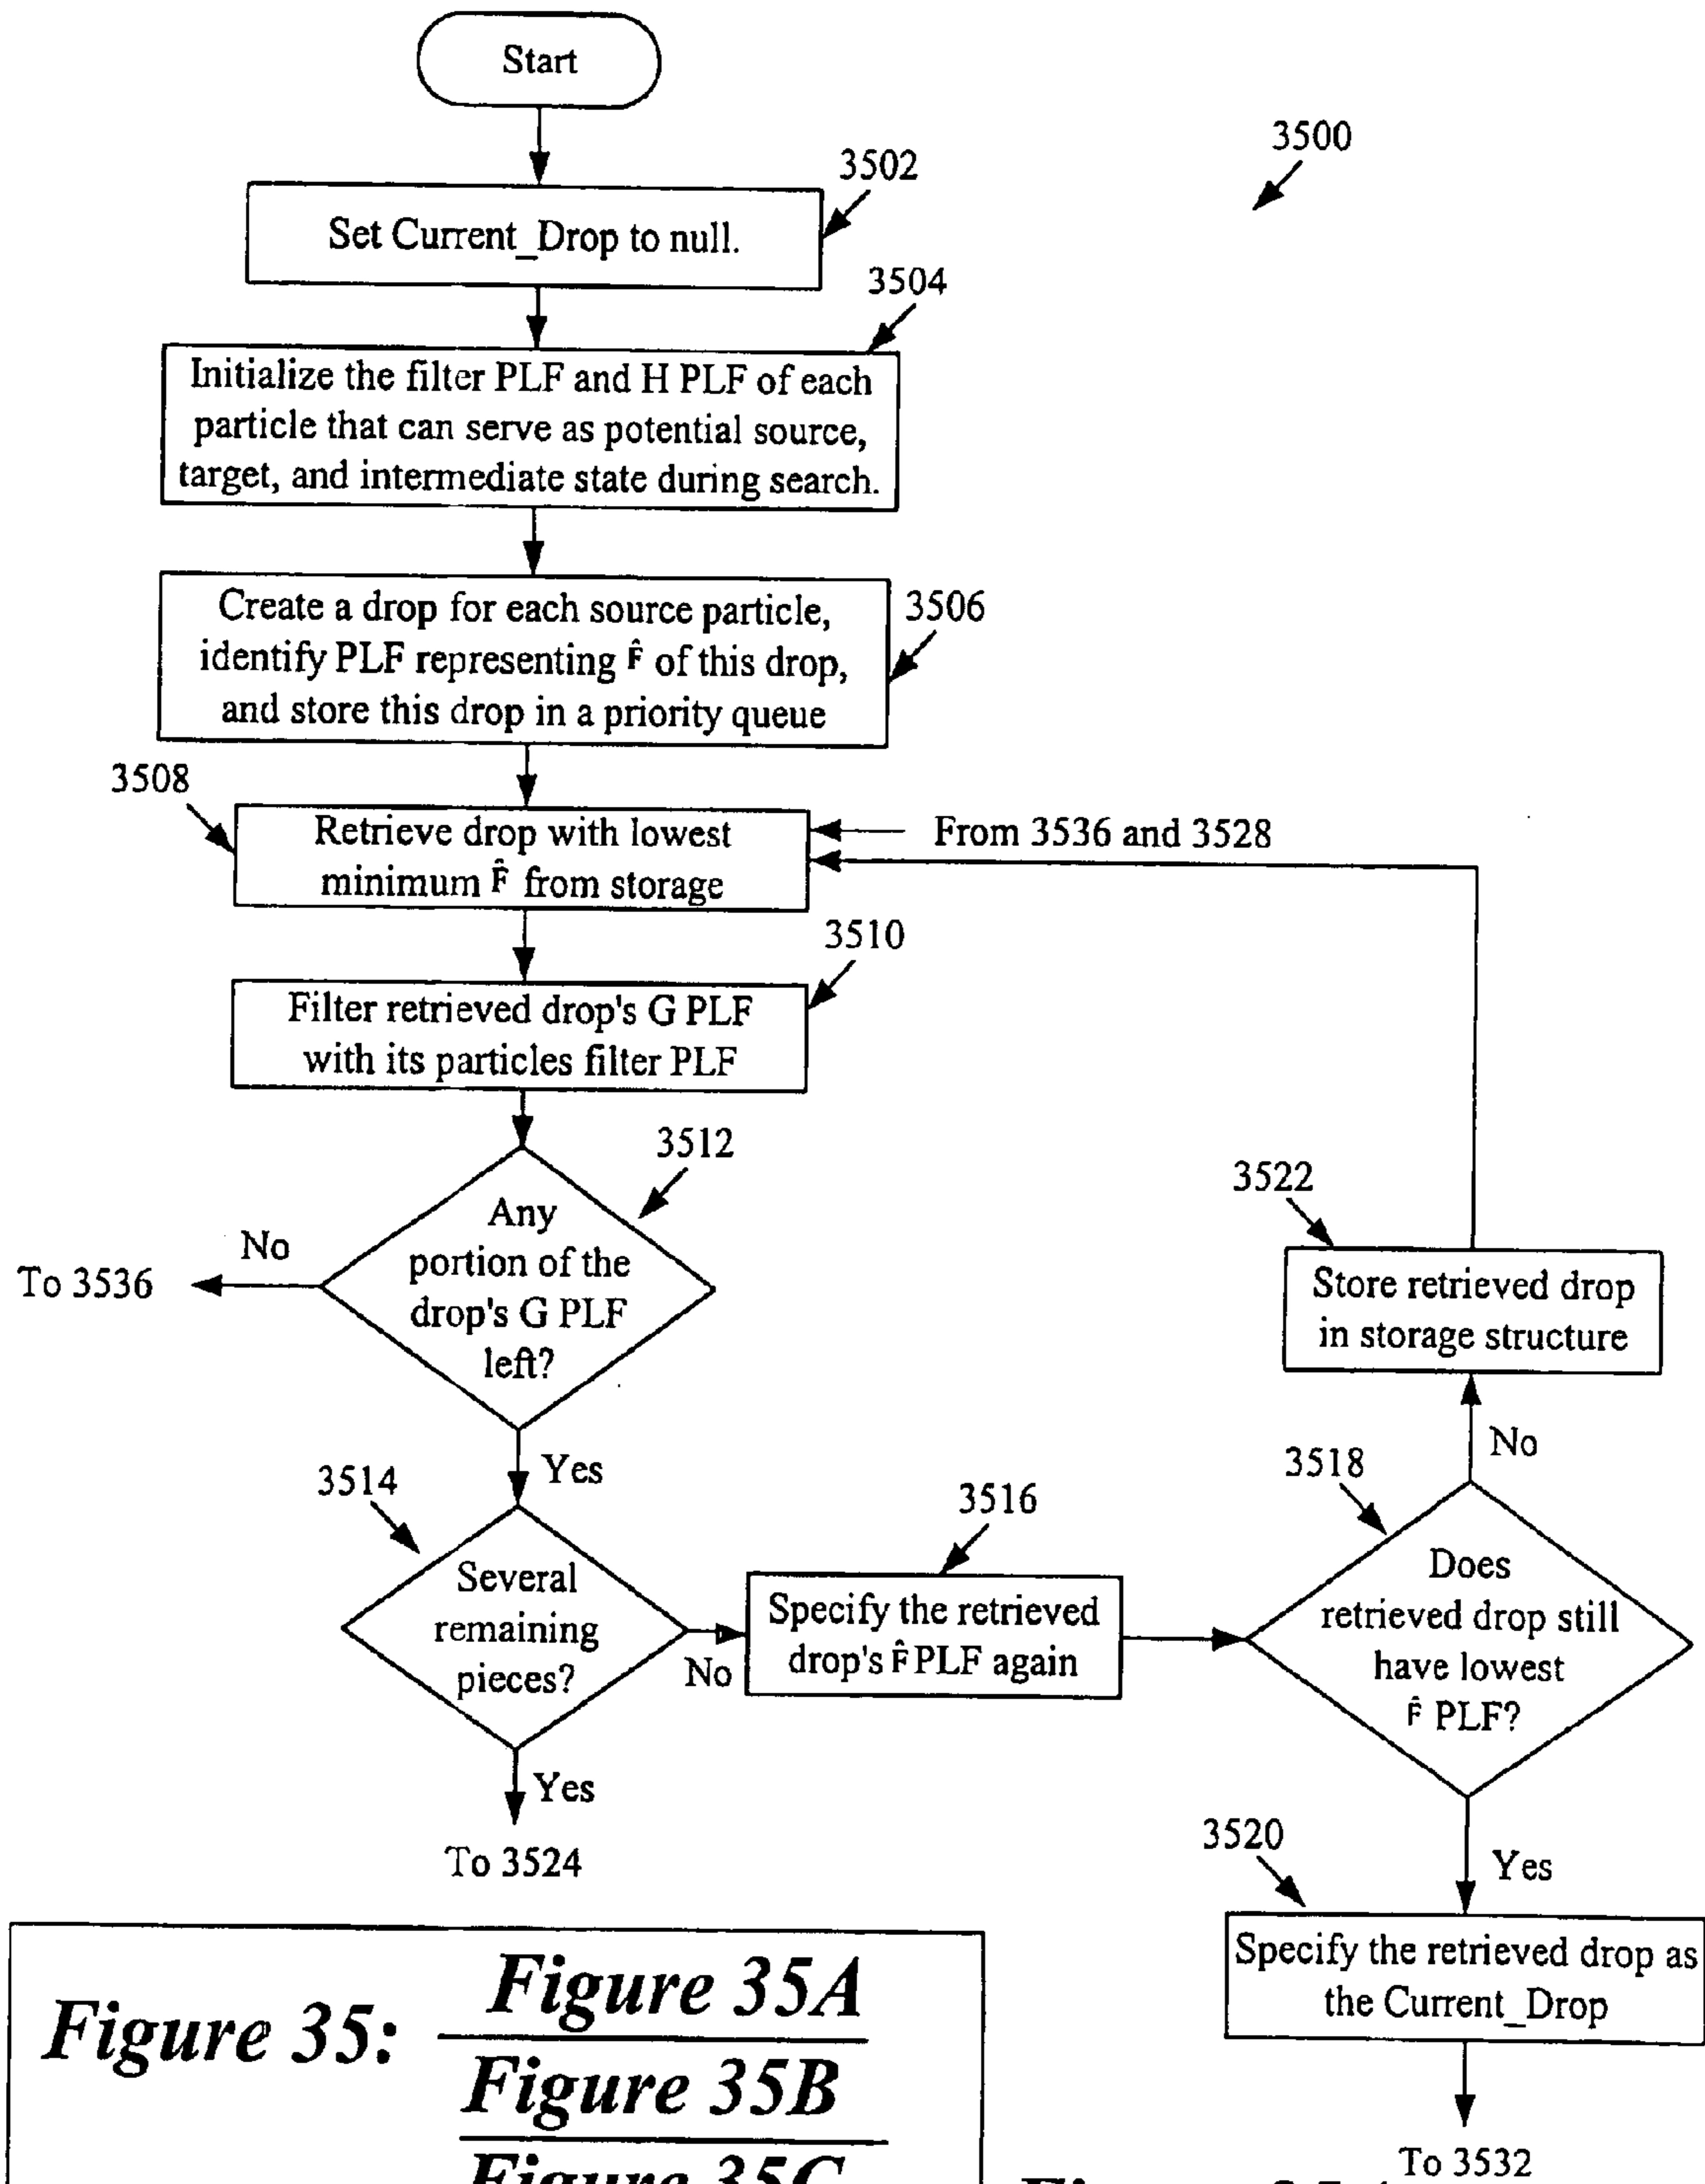 Start
3500
3502
Set Current_Drop to null.
3504
Initialize the filter PLF and H PLF of each
particle that can serve as potential source,
target, and intermediate state during search.
3506
Create a drop for each source particle,
identify PLF representing F̂ of this drop,
and store this drop in a priority queue
3508
Retrieve drop with lowest
minimum F̂ from storage
From 3536 and 3528
3510
Filter retrieved drop's G PLF
with its particles filter PLF
3512
Any
portion of the
drop's G PLF
left?
No
To 3536
Yes
3514
Several
remaining
pieces?
No
Yes
To 3524
3516
Specify the retrieved
drop's F̂ PLF again
3518
Does
retrieved drop still
have lowest
F̂ PLF?
No
3522
Store retrieved drop
in storage structure
Yes
3520
Specify the retrieved drop as
the Current_Drop
To 3532
Figure 35:
Figure 35A
Figure 35B
Figure 35C